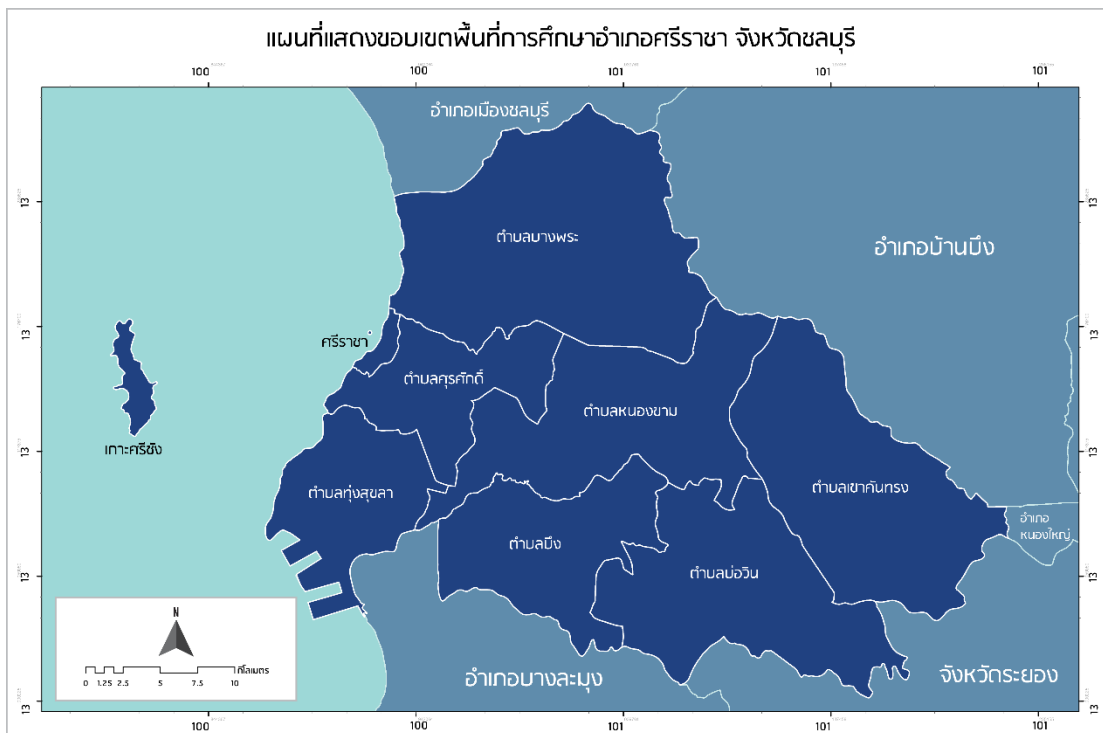 แผนที่แสดงขอบเขตพื้นที่การศึกษาอำเภอศรีราชา จังหวัดชลบุรี
100 100 101 101 101
อำเภอเมืองชลบุรี
13 13
ตำบลบางพระ
อำเภอบ้านบึง
13 13
ศรีราชา
ตำบลศุรศักดิ์
ตำบลหนองขาม
เกาะศรีชัง
13 13
ตำบลทุ่งสุขลา
ตำบลเขาคันทรง
อำเภอ
หนองใหญ่
ตำบลบึง
ตำบลบ่อวิน
13 13
N
กิโลเมตร
0 1.25 2.5 5 7.5 10
อำเภอบางละมุง
จังหวัดระยอง
13 13
100 100 101 101 101